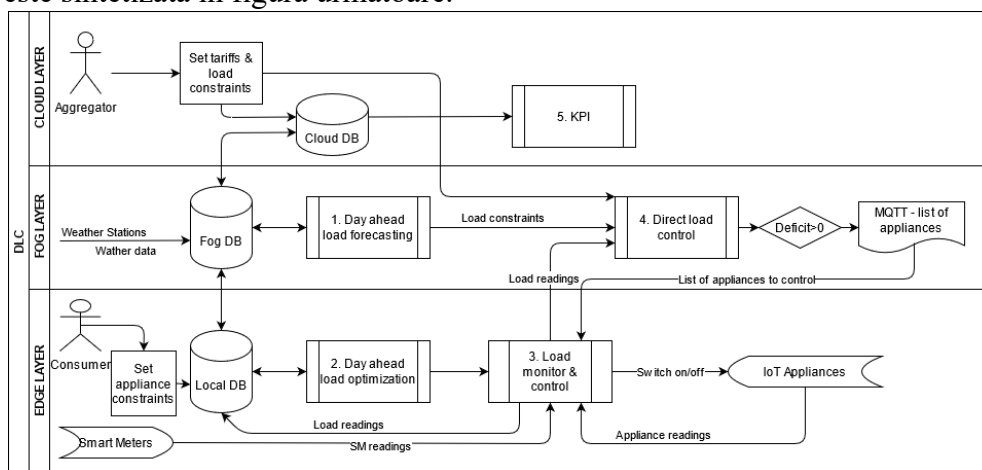 este sintetizată în figura următoare:
DLC
CLOUD LAYER
Aggregator
Set tariffs &
load
constraints
Cloud DB
5. KPI
FOG LAYER
Weather Stations
Wather data
Fog DB
1. Day ahead
load forecasting
Load constraints
4. Direct load
control
Deficit>0
MQTT - list of
appliances
Load readings
List of appliances to control
EDGE LAYER
Consumer
Set
appliance
constraints
Local DB
2. Day ahead
load optimization
3. Load
monitor &
control
Switch on/off
IoT Appliances
Load readings
Smart Meters
SM readings
Appliance readings